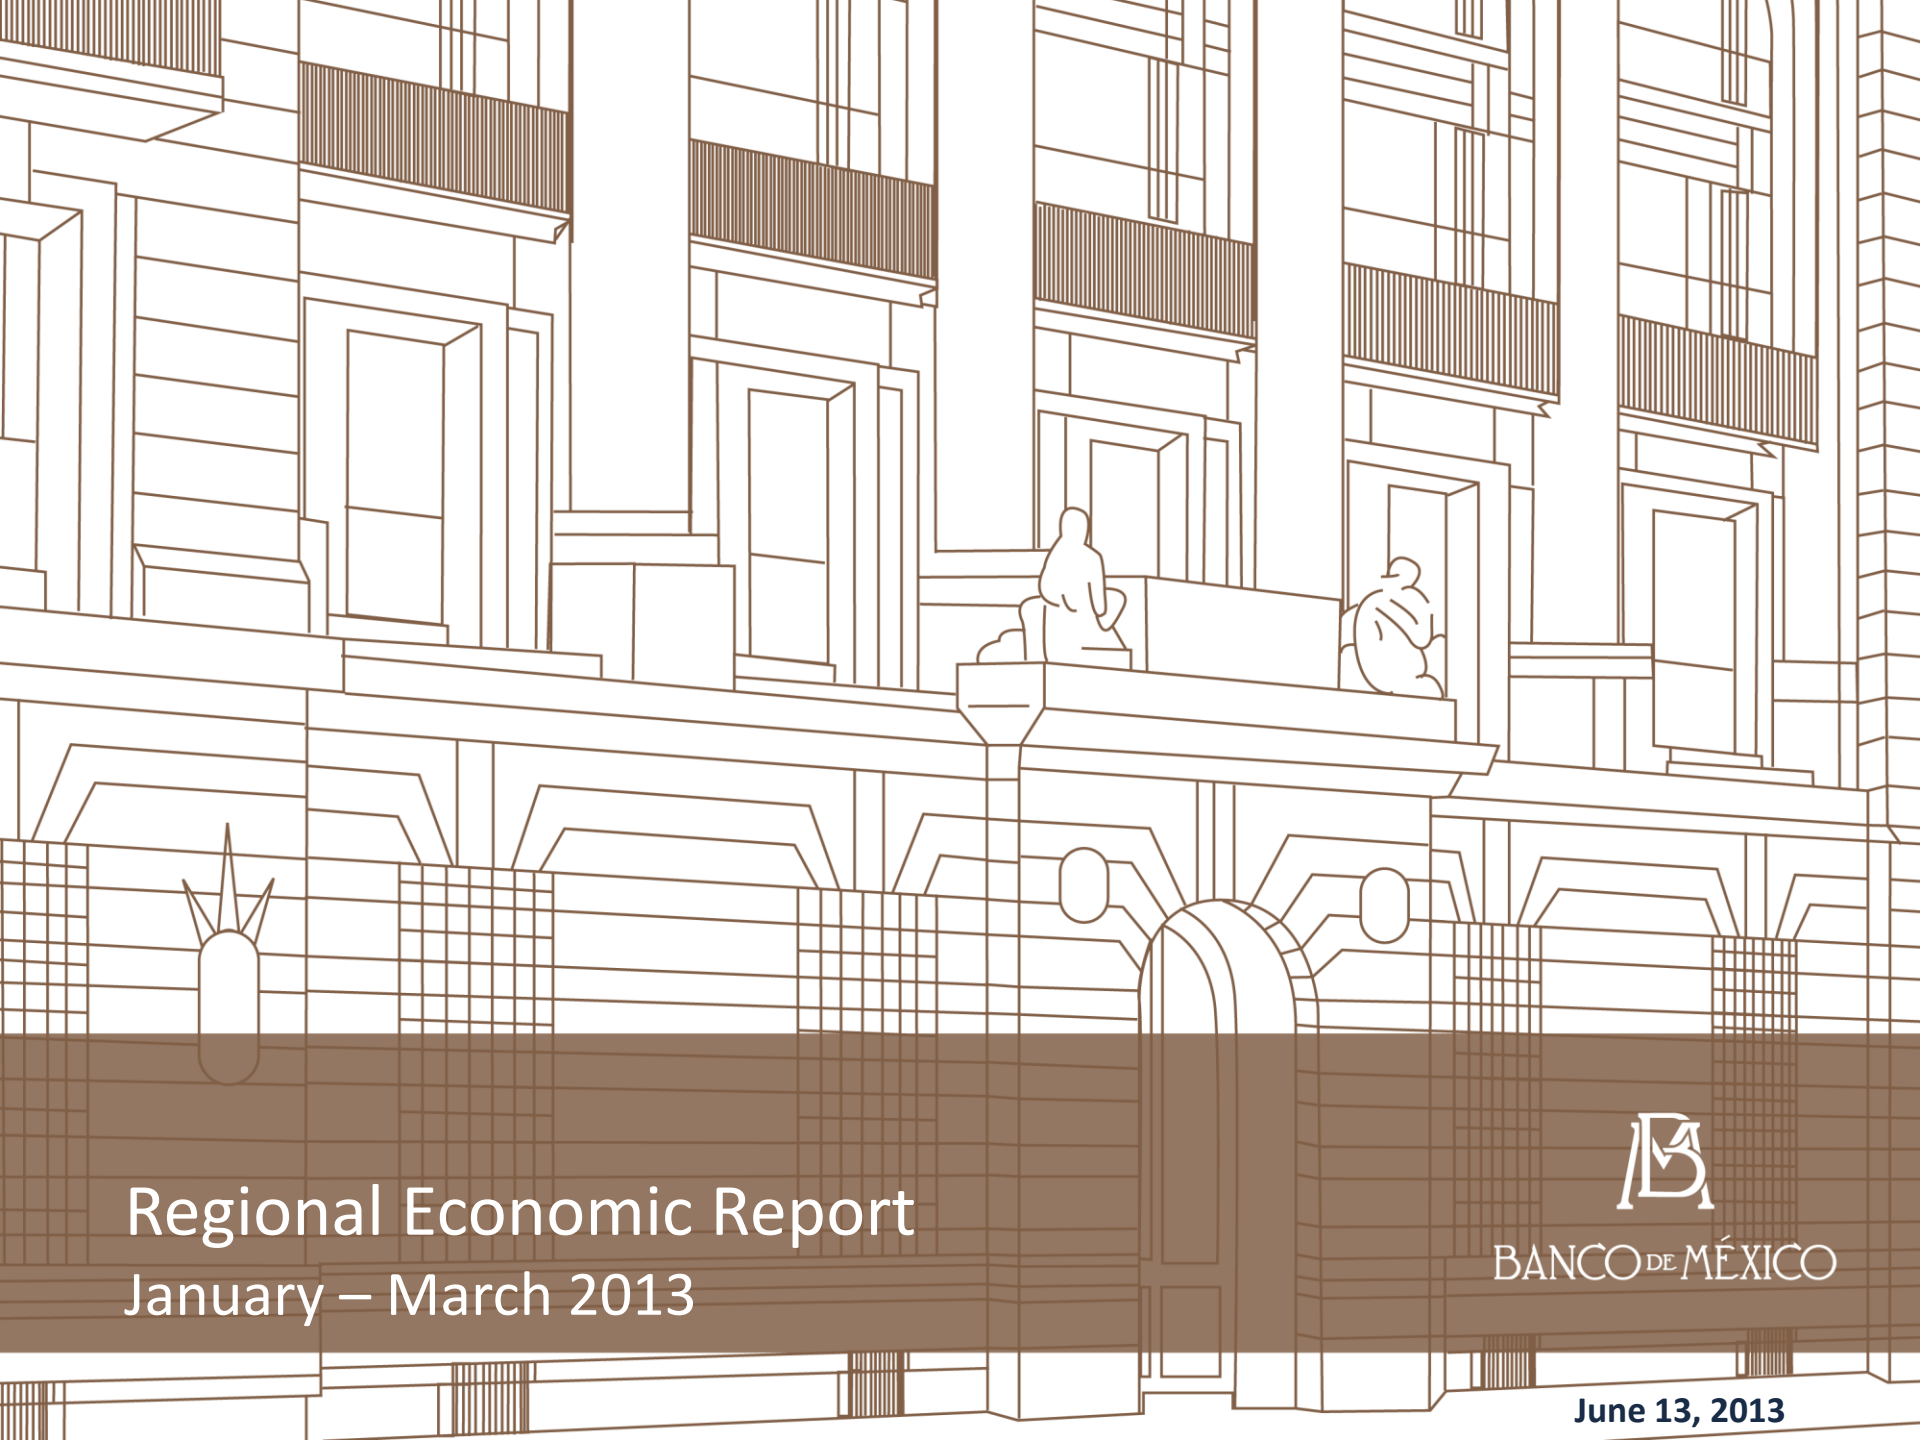 Regional Economic Report
January – March 2013
BANCO DE MÉXICO
June 13, 2013